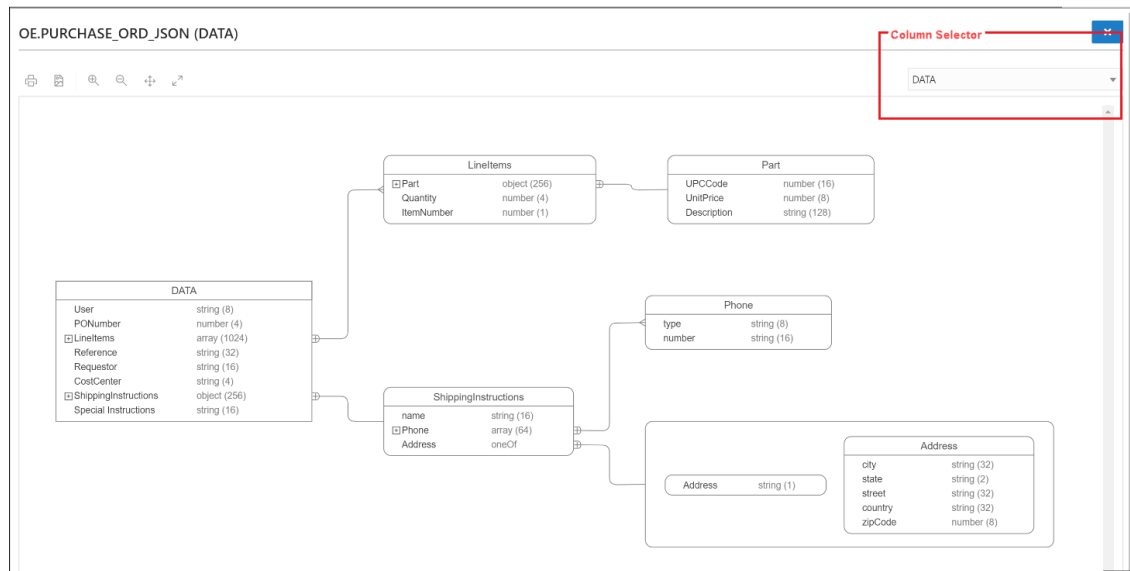 OE.PURCHASE_ORD_JSON (DATA)
Column Selector
DATA
LineItems
Part object (256)
Quantity number (4)
ItemNumber number (1)
Part
UPCCode number (16)
UnitPrice number (8)
Description string (128)
DATA
User string (8)
PONumber number (4)
LineItems array (1024)
Reference string (32)
Requestor string (16)
CostCenter string (4)
ShippingInstructions object (256)
Special Instructions string (16)
Phone
type string (8)
number string (16)
ShippingInstructions
name string (16)
Phone array (64)
Address oneOf
Address string (1)
Address
city string (32)
state string (2)
street string (32)
country string (32)
zipCode number (8)